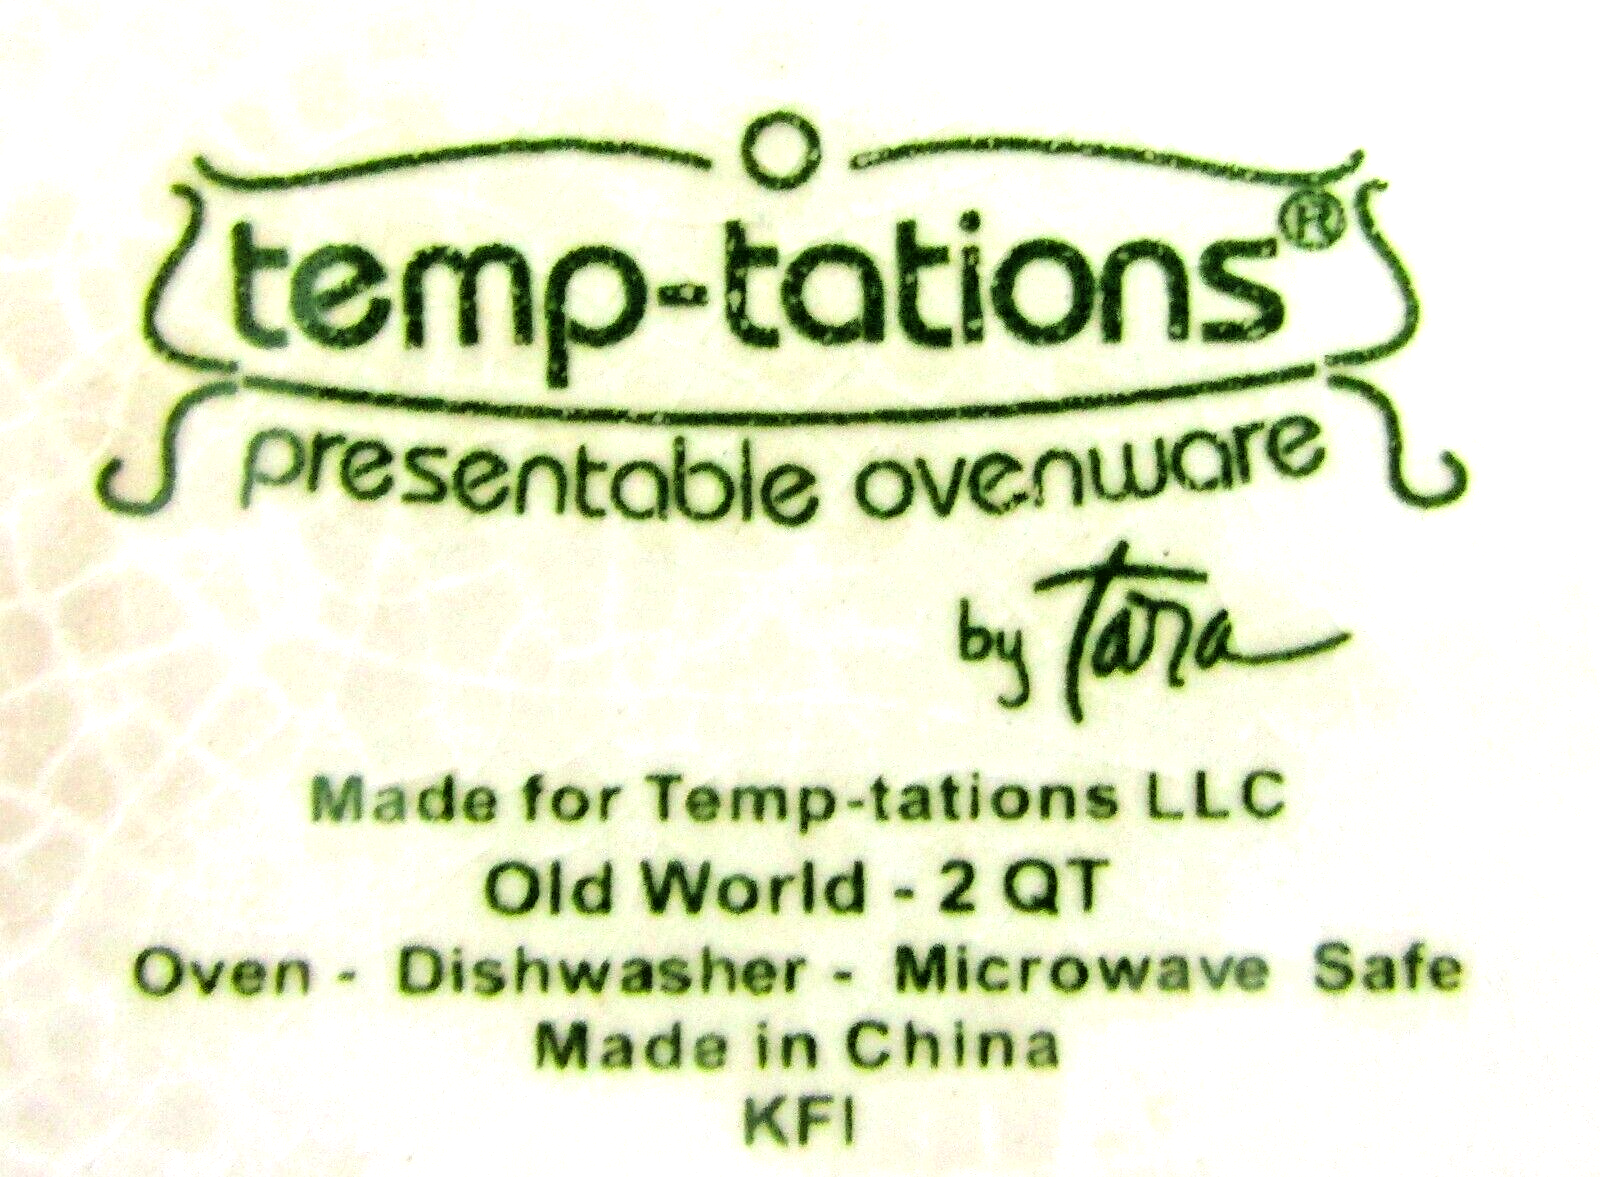 temp-tations®
presentable ovenware
by Tara
Made for Temp-tations LLC
Old World - 2 QT
Oven - Dishwasher - Microwave Safe
Made in China
KFI